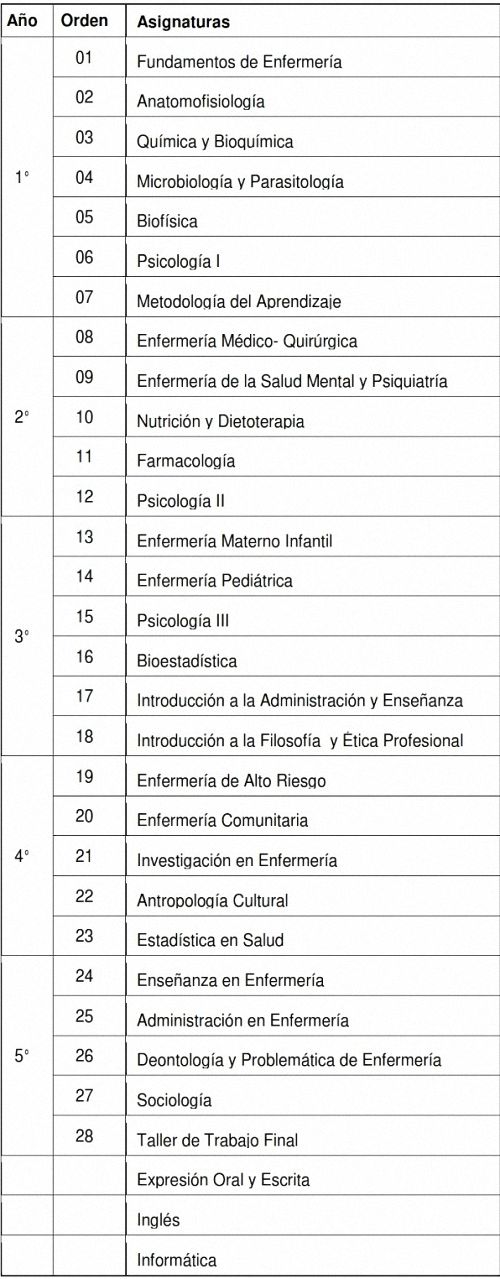 Año Orden Asignaturas
01 Fundamentos de Enfermería
02 Anatomofisiología
03 Química y Bioquímica
1° 04 Microbiología y Parasitología
05 Biofísica
06 Psicología I
07 Metodología del Aprendizaje
08 Enfermería Médico- Quirúrgica
09 Enfermería de la Salud Mental y Psiquiatría
2° 10 Nutrición y Dietoterapia
11 Farmacología
12 Psicología II
13 Enfermería Materno Infantil
14 Enfermería Pediátrica
15 Psicología III
3° 16 Bioestadística
17 Introducción a la Administración y Enseñanza
18 Introducción a la Filosofía y Ética Profesional
19 Enfermería de Alto Riesgo
20 Enfermería Comunitaria
4° 21 Investigación en Enfermería
22 Antropología Cultural
23 Estadística en Salud
24 Enseñanza en Enfermería
25 Administración en Enfermería
5° 26 Deontología y Problemática de Enfermería
27 Sociología
28 Taller de Trabajo Final
Expresión Oral y Escrita
Inglés
Informática